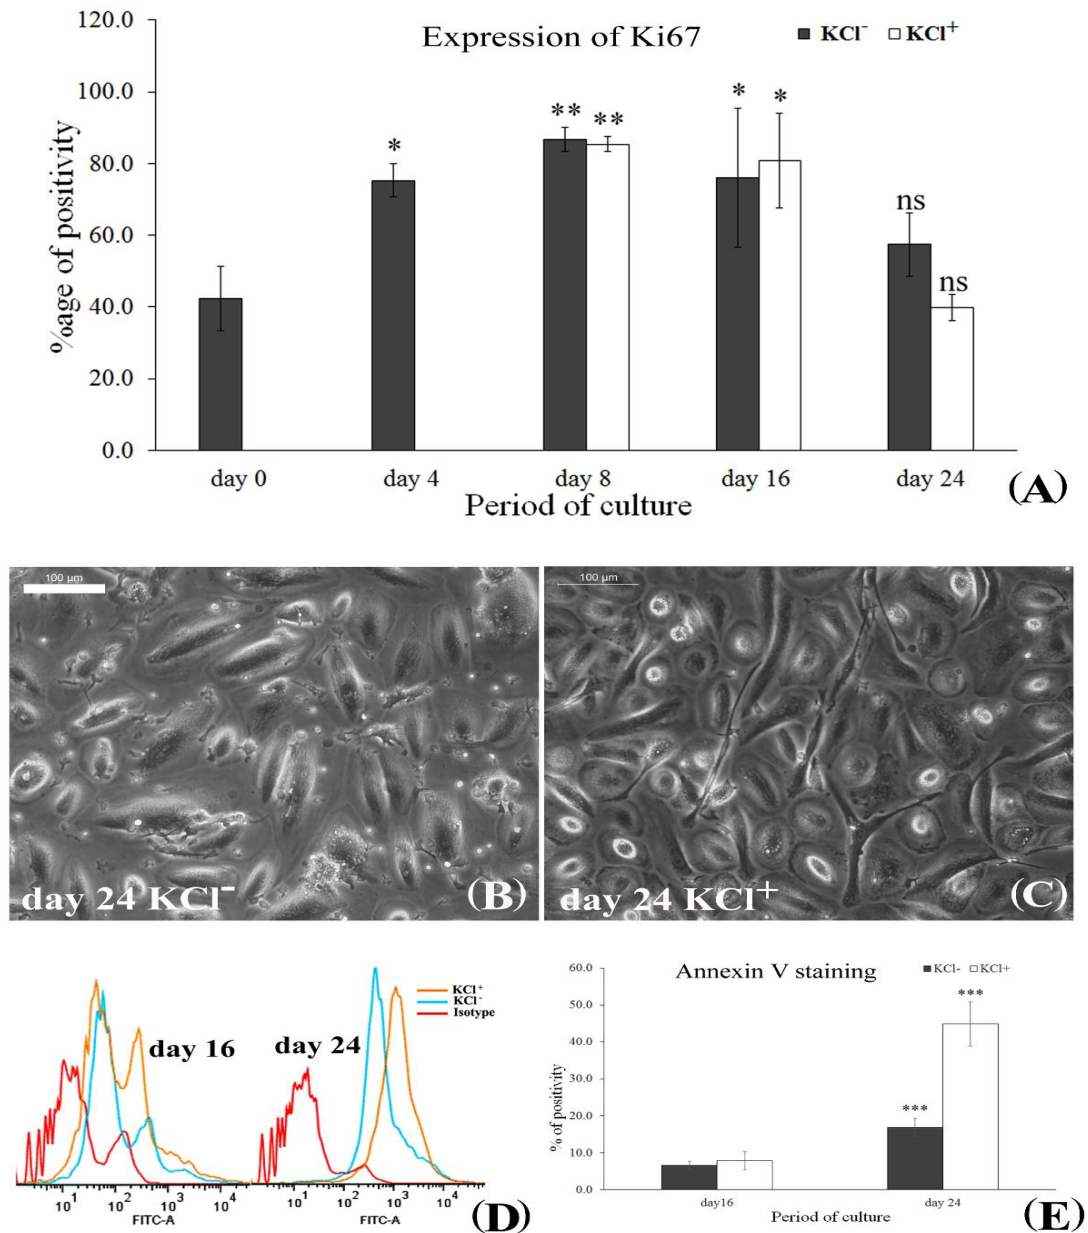 Expression of Ki67
KCl⁻ KCl⁺
120.0
100.0
80.0
60.0
40.0
20.0
0.0
%age of positivity
*
**
**
*
*
ns
ns
day 0 day 4 day 8 day 16 day 24
Period of culture
(A)
100 µm
day 24 KCl⁻
(B)
100 µm
day 24 KCl⁺
(C)
KCl⁺
KCl⁻
Isotype
day 16
day 24
10¹ 10² 10³ 10⁴
FITC-A
10¹ 10² 10³ 10⁴
FITC-A
(D)
Annexin V staining
KCl- KCl+
60.0
50.0
40.0
30.0
20.0
10.0
0.0
% of positivity
***
***
day16 day 24
Period of culture
(E)